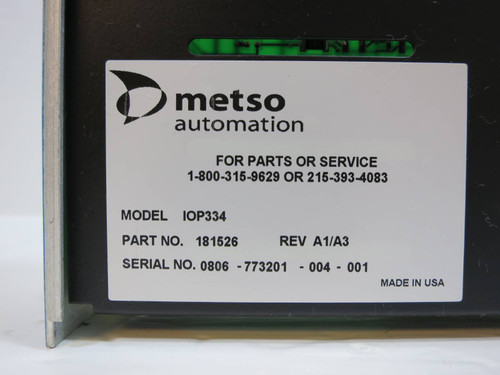 metso
automation
FOR PARTS OR SERVICE
1-800-315-9629 OR 215-393-4083
MODEL IOP334
PART NO. 181526 REV A1/A3
SERIAL NO. 0806 - 773201 - 004 - 001
MADE IN USA